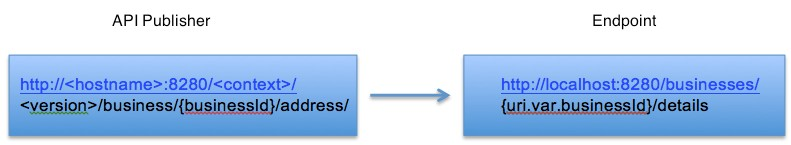 API Publisher
Endpoint
http://<hostname>:8280/<context>/
<version>/business/{businessId}/address/
http://localhost:8280/businesses/
{uri.var.businessId}/details